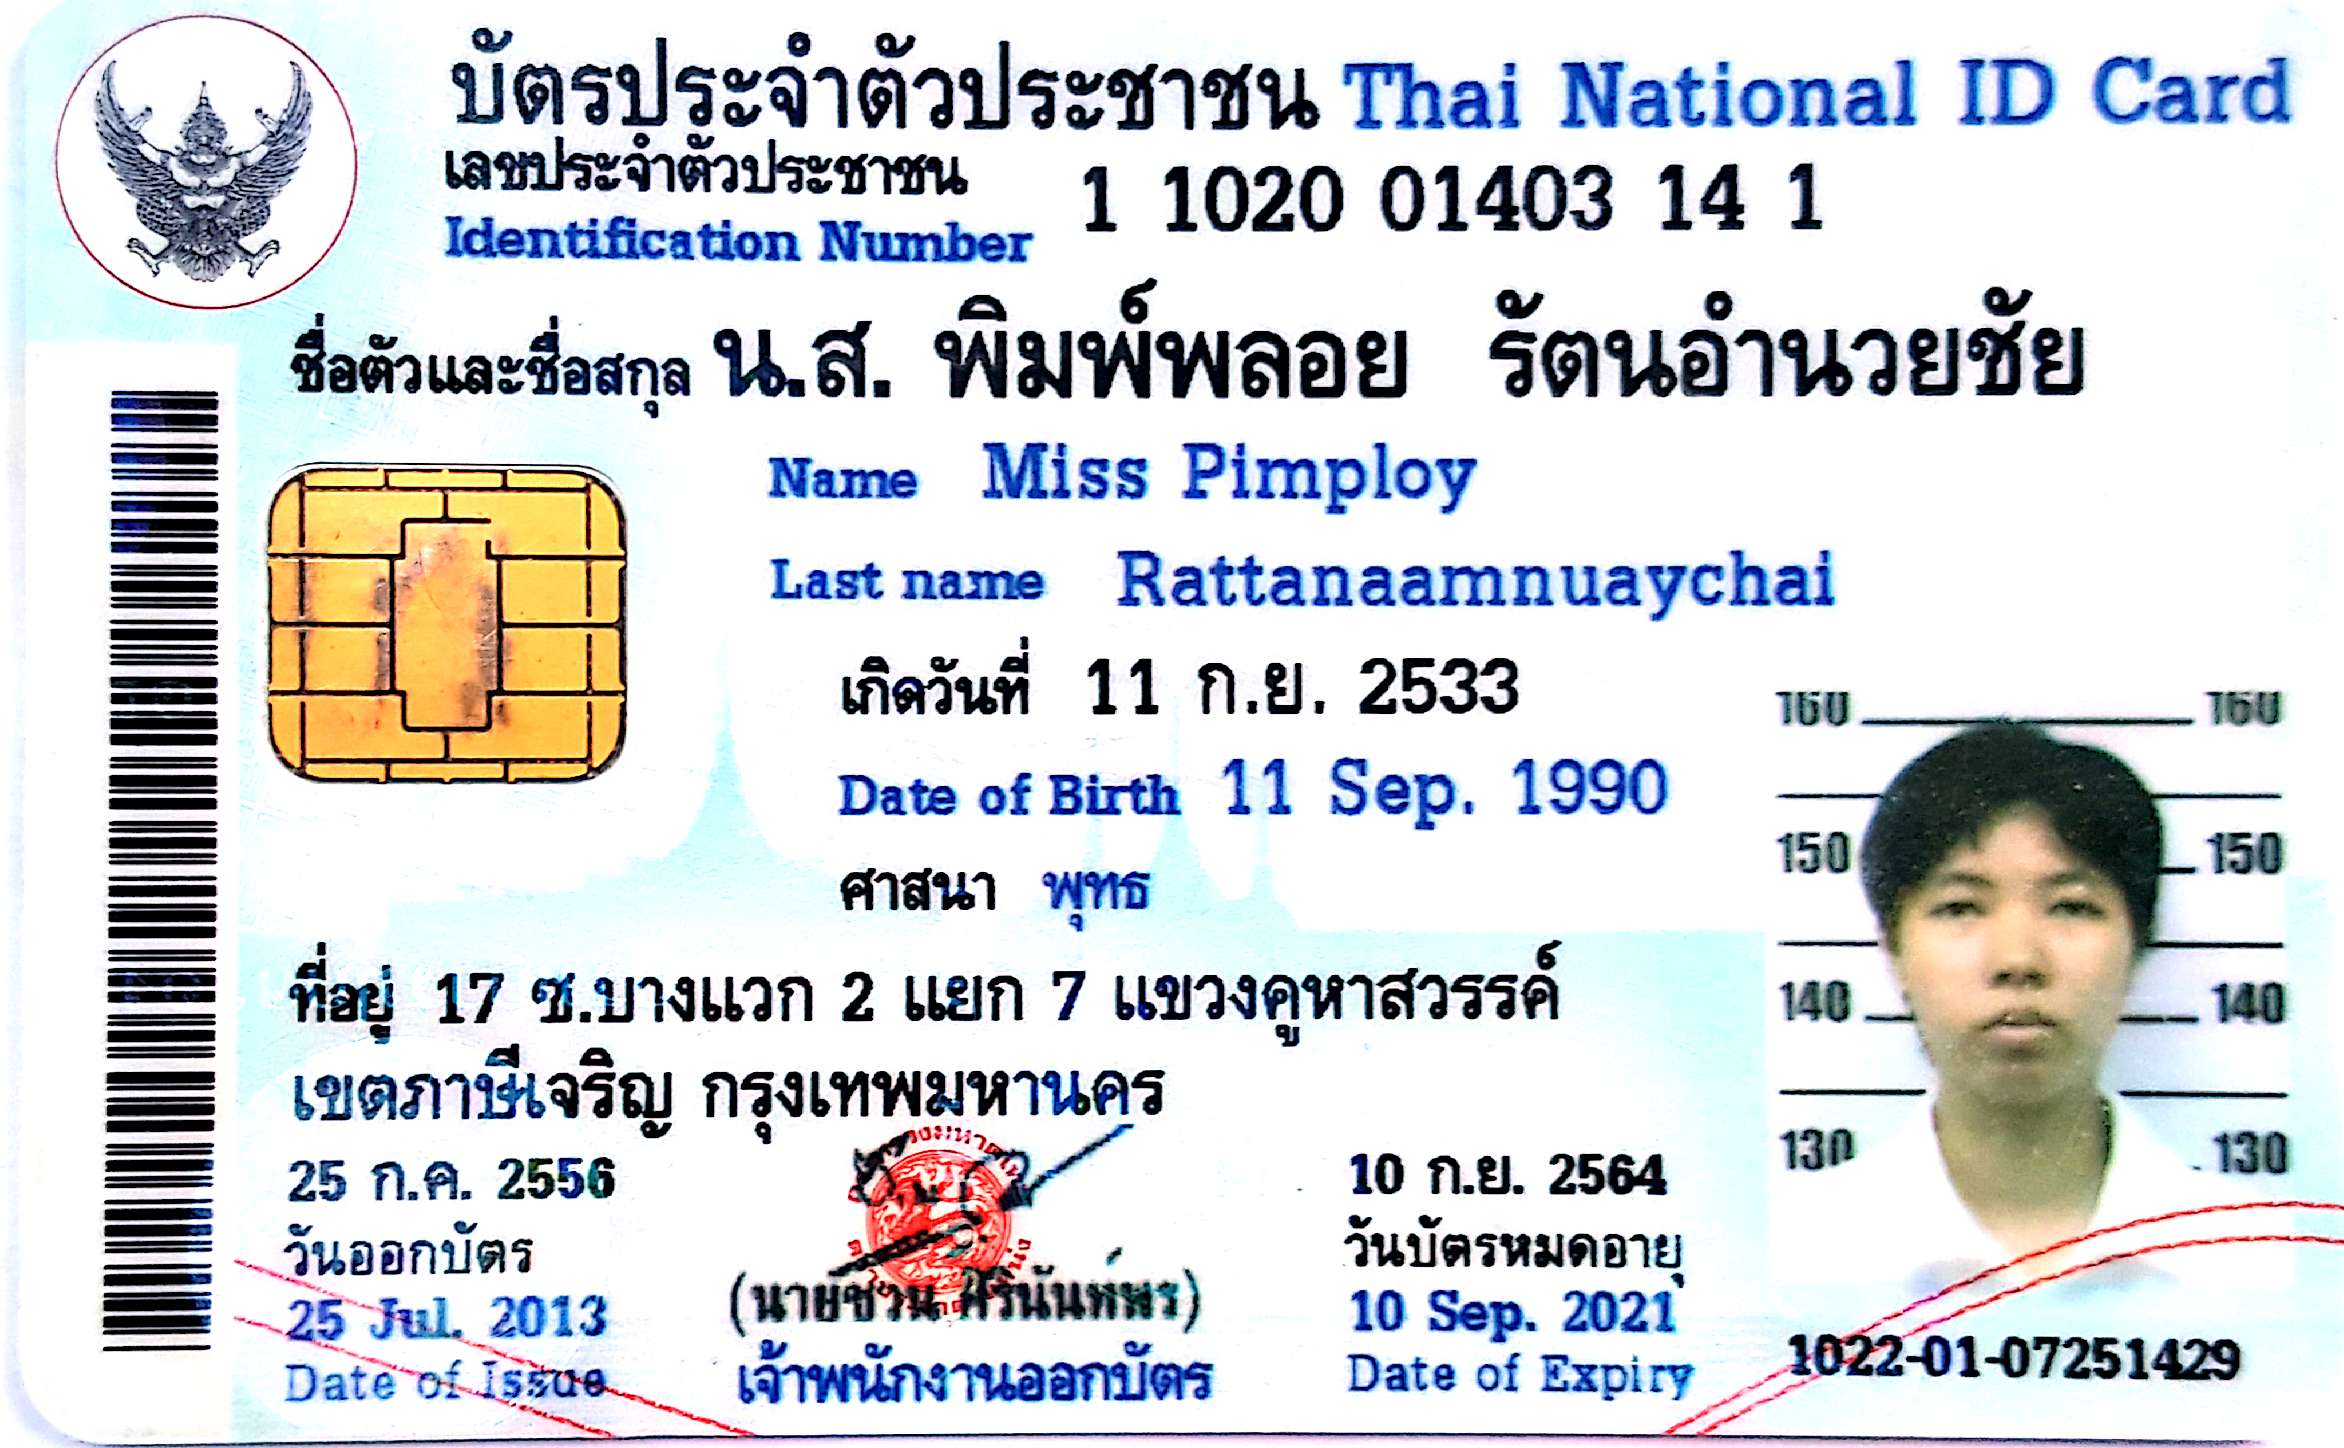 บัตรประจำตัวประชาชน Thai National ID Card
เลขประจำตัวประชาชน
Identification Number
1 1020 01403 14 1
ชื่อตัวและชื่อสกุล น.ส. พิมพ์พลอย รัตนอำนวยชัย
Name Miss Pimploy
Last name Rattanaamnuaychai
เกิดวันที่ 11 ก.ย. 2533
Date of Birth 11 Sep. 1990
ศาสนา พุทธ
160 160
150 150
140 140
130 130
ที่อยู่ 17 ซ.บางแวก 2 แยก 7 แขวงคูหาสวรรค์
เขตภาษีเจริญ กรุงเทพมหานคร
25 ก.ค. 2556
วันออกบัตร
25 Jul. 2013
Date of Issue
(นายชวน ศิรินันท์พร)
เจ้าพนักงานออกบัตร
10 ก.ย. 2564
วันบัตรหมดอายุ
10 Sep. 2021
Date of Expiry
1022-01-07251429